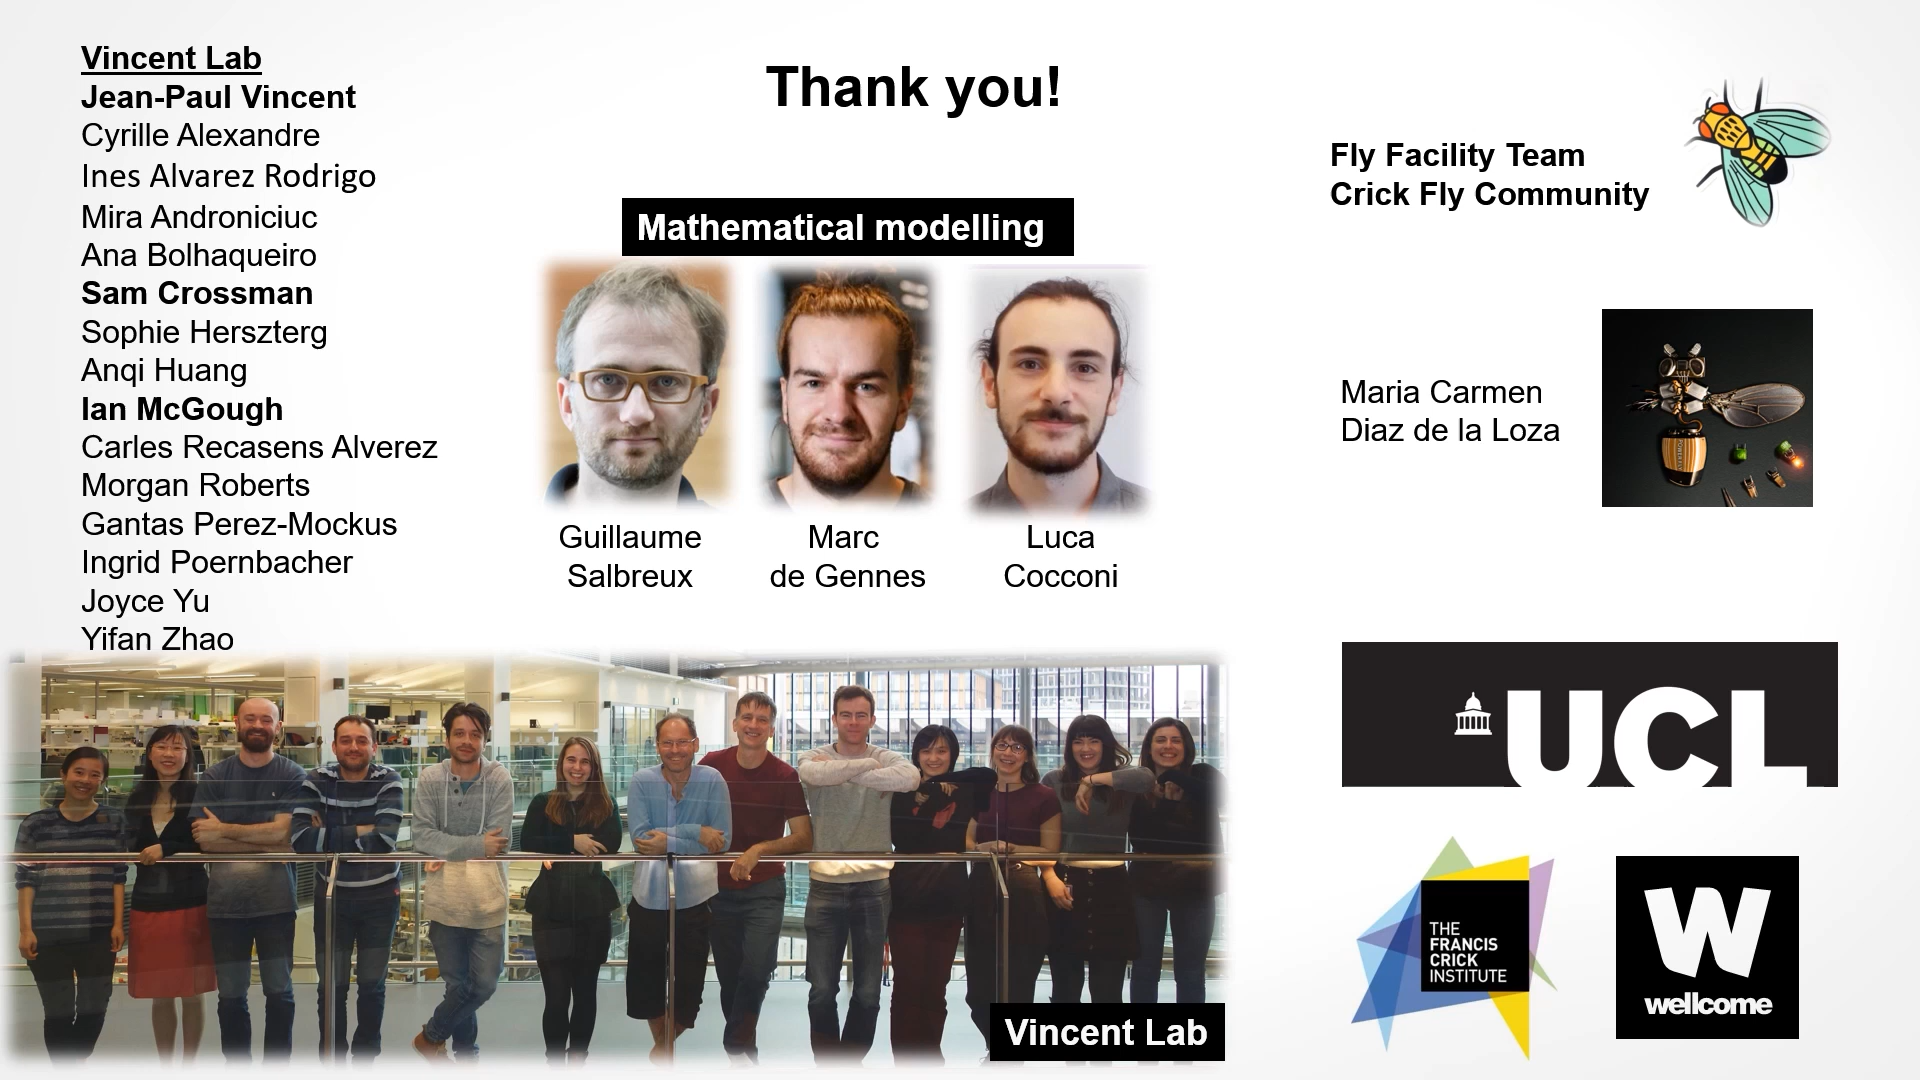 Vincent Lab
Jean-Paul Vincent
Cyrille Alexandre
Ines Alvarez Rodrigo
Mira Androniciuc
Ana Bolhaqueiro
Sam Crossman
Sophie Herszterg
Anqi Huang
Ian McGough
Carles Recasens Alverez
Morgan Roberts
Gantas Perez-Mockus
Ingrid Poernbacher
Joyce Yu
Yifan Zhao
Thank you!
Mathematical modelling
Guillaume
Salbreux
Marc
de Gennes
Luca
Cocconi
Fly Facility Team
Crick Fly Community
Maria Carmen
Diaz de la Loza
UCL
THE
FRANCIS
CRICK
INSTITUTE
W
wellcome
Vincent Lab